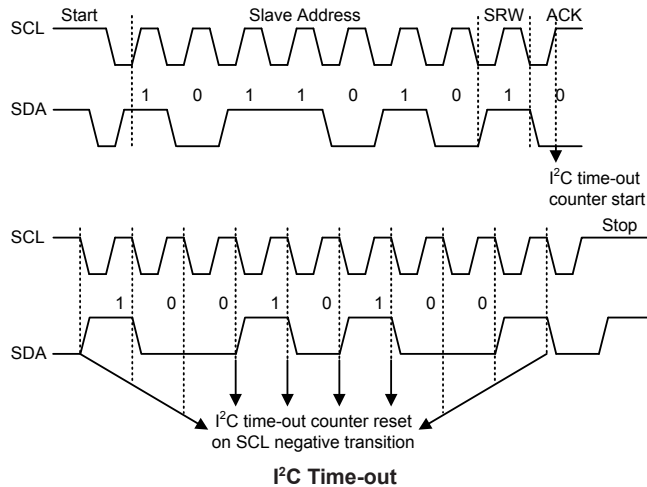 Start Slave Address SRW ACK
SCL
1 0 1 1 0 1 0 1 0
SDA
I²C time-out
counter start
Stop
SCL
1 0 0 1 0 1 0 0
SDA
I²C time-out counter reset
on SCL negative transition
I²C Time-out